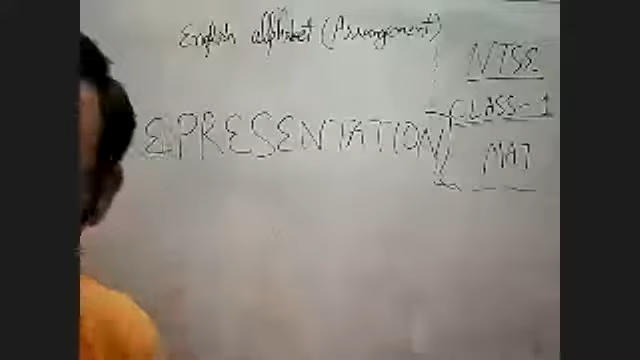 English alphabet (Arrangement)
NTSE
CLASS-1
MAT
EPRESENTATION